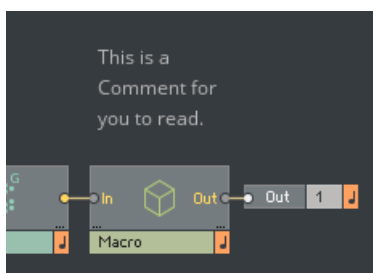 This is a
Comment for
you to read.
G
In
Out
Out 1
...
...
...
Macro